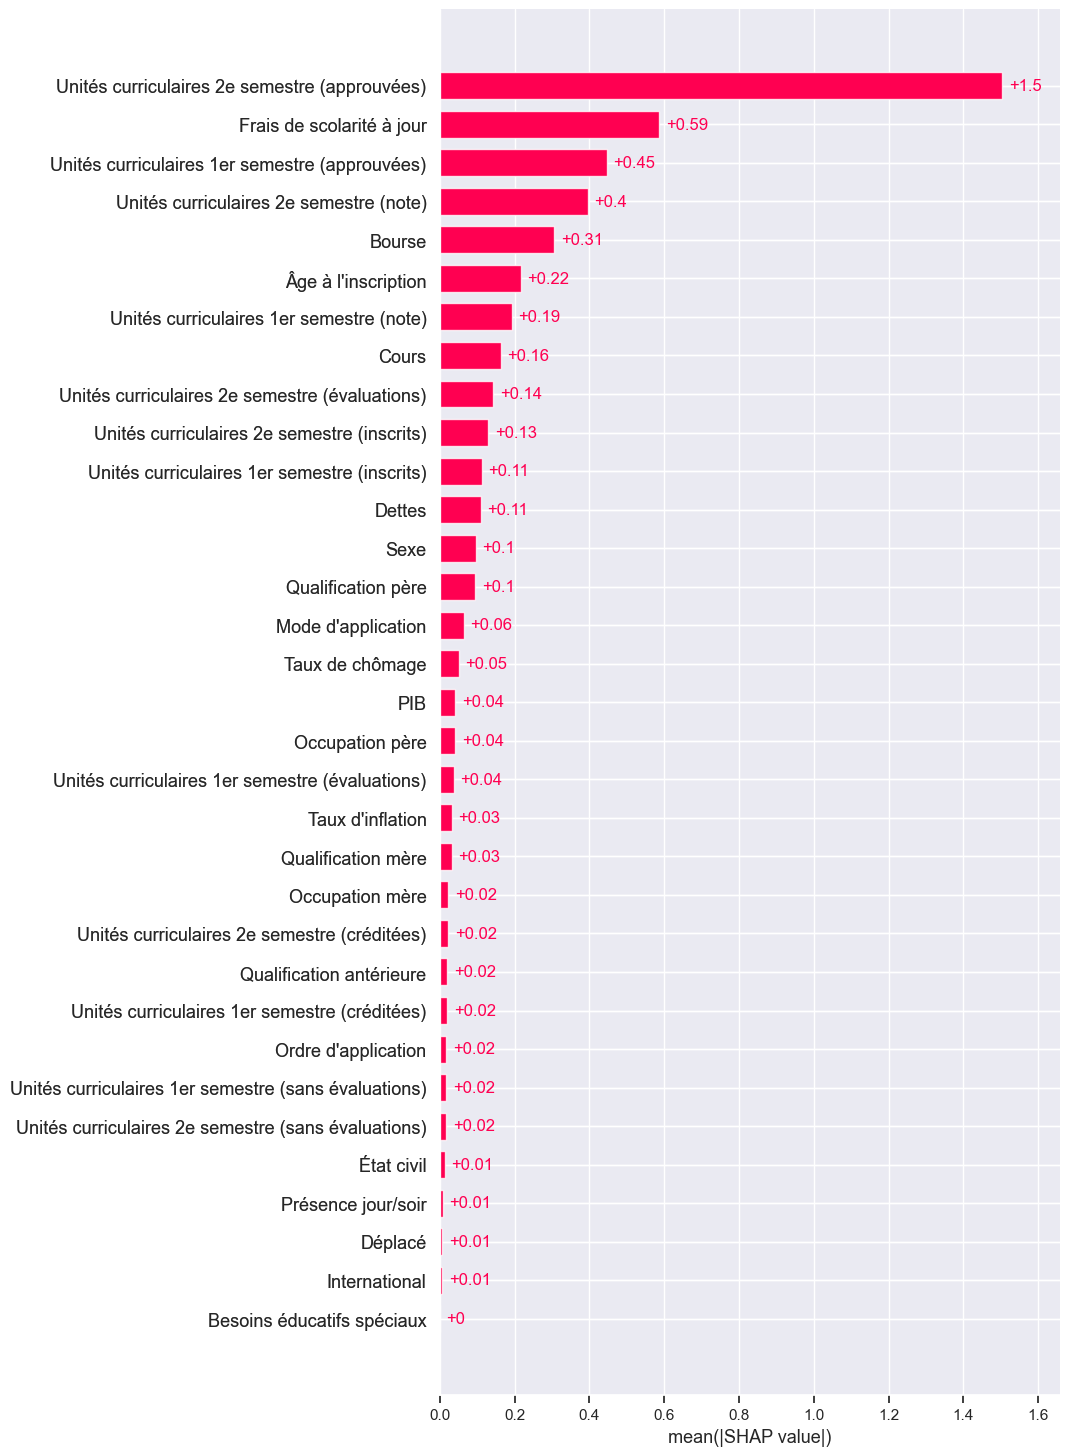 Unités curriculaires 2e semestre (approuvées) +1.5
Frais de scolarité à jour +0.59
Unités curriculaires 1er semestre (approuvées) +0.45
Unités curriculaires 2e semestre (note) +0.4
Bourse +0.31
Âge à l'inscription +0.22
Unités curriculaires 1er semestre (note) +0.19
Cours +0.16
Unités curriculaires 2e semestre (évaluations) +0.14
Unités curriculaires 2e semestre (inscrits) +0.13
Unités curriculaires 1er semestre (inscrits) +0.11
Dettes +0.11
Sexe +0.1
Qualification père +0.1
Mode d'application +0.06
Taux de chômage +0.05
PIB +0.04
Occupation père +0.04
Unités curriculaires 1er semestre (évaluations) +0.04
Taux d'inflation +0.03
Qualification mère +0.03
Occupation mère +0.02
Unités curriculaires 2e semestre (créditées) +0.02
Qualification antérieure +0.02
Unités curriculaires 1er semestre (créditées) +0.02
Ordre d'application +0.02
Unités curriculaires 1er semestre (sans évaluations) +0.02
Unités curriculaires 2e semestre (sans évaluations) +0.02
État civil +0.01
Présence jour/soir +0.01
Déplacé +0.01
International +0.01
Besoins éducatifs spéciaux +0
0.0 0.2 0.4 0.6 0.8 1.0 1.2 1.4 1.6
mean(|SHAP value|)